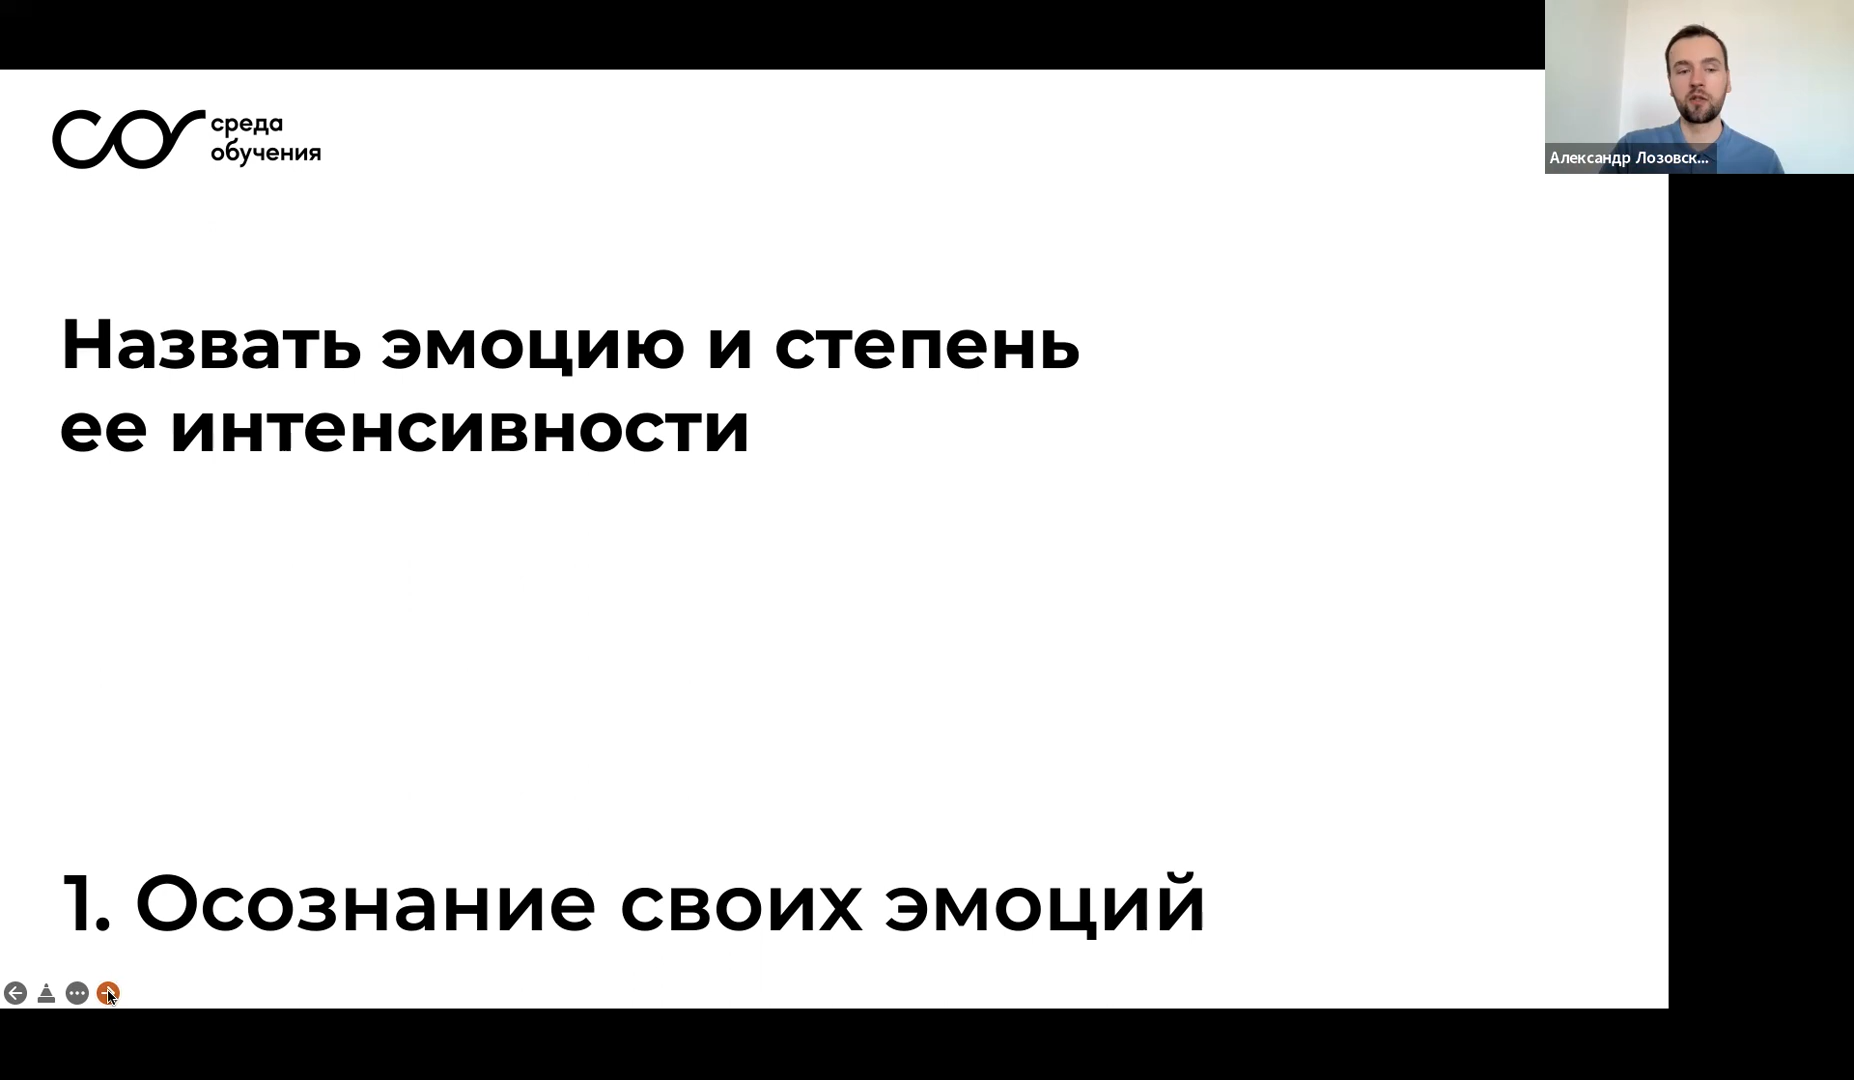 среда
обучения
Александр Лозовск...
Назвать эмоцию и степень
ее интенсивности
1. Осознание своих эмоций